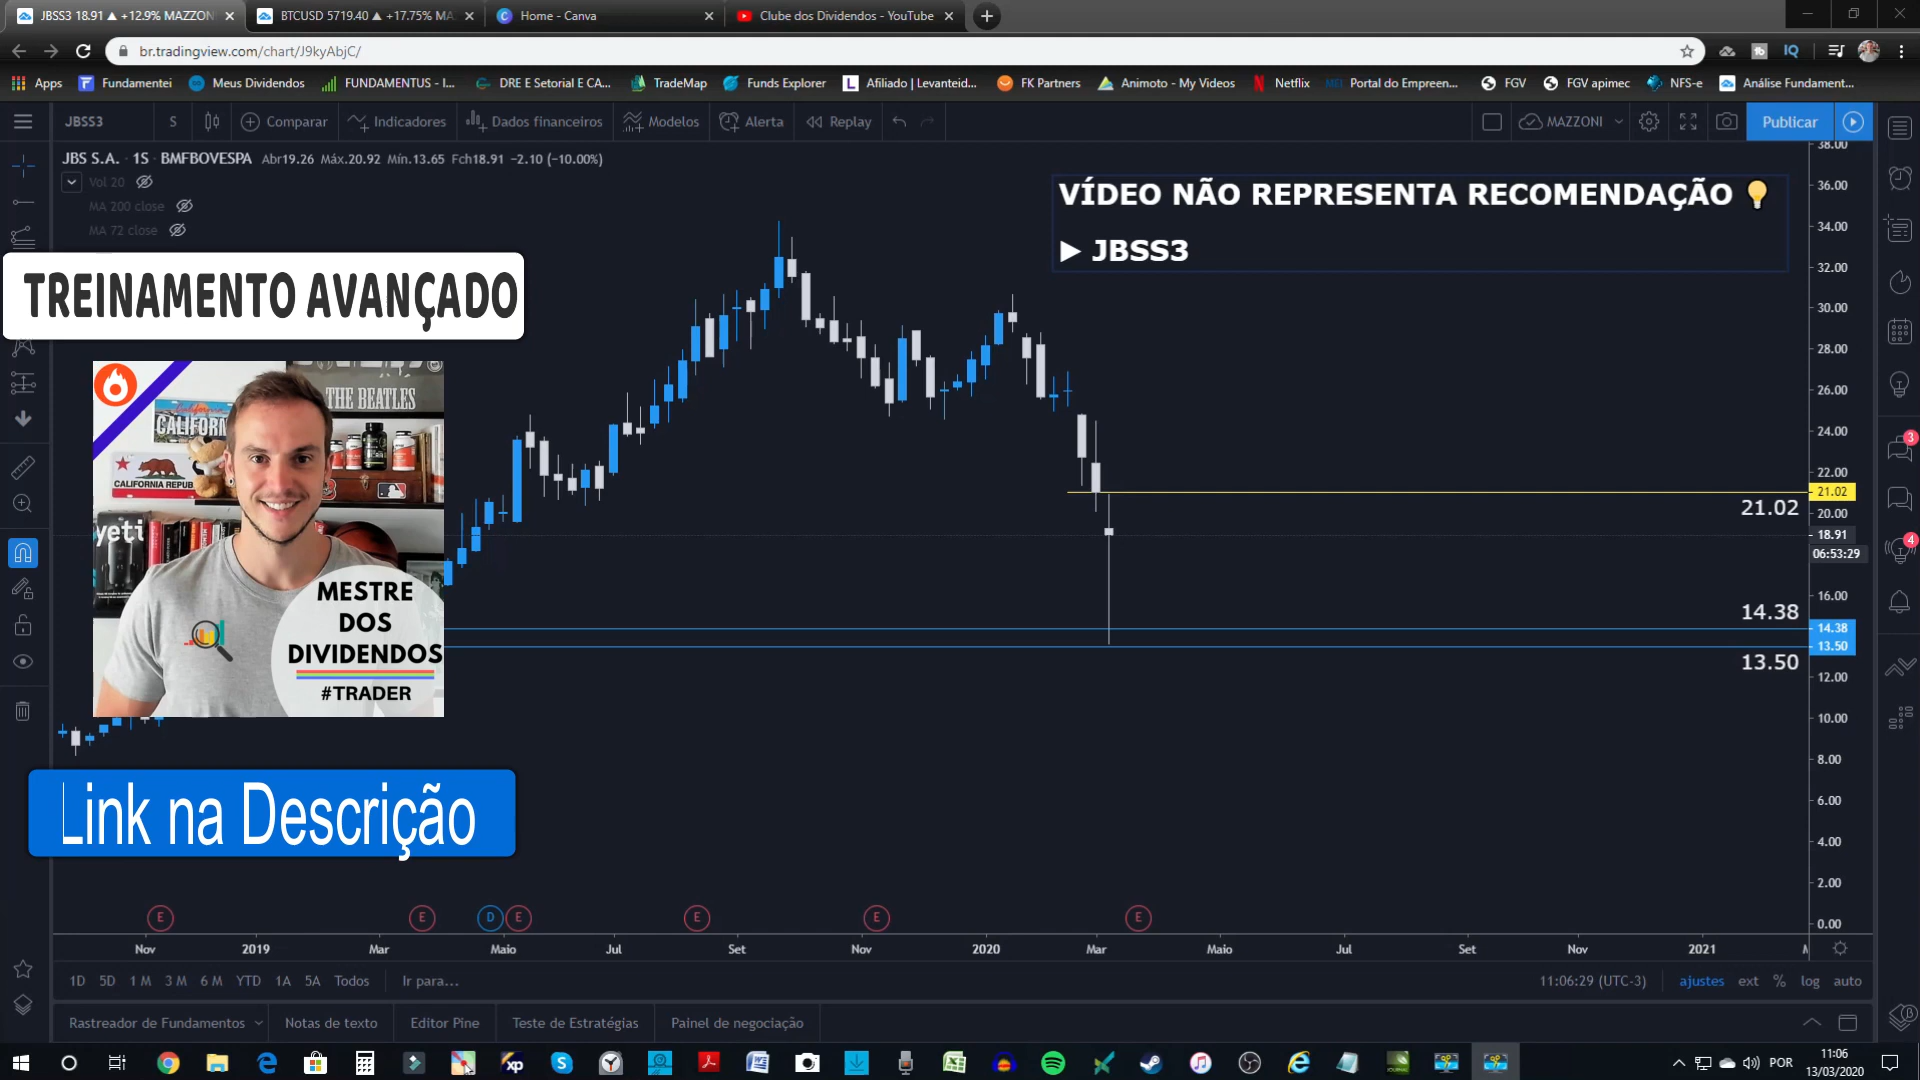 JBSS3 18.91 ▲ +12.9% MAZZON
BTCUSD 5719.40 ▲ +17.75% MA
Home - Canva
Clube dos Dividendos - YouTube
br.tradingview.com/chart/J9kyAbjC/
Apps
Fundamentei
Meus Dividendos
FUNDAMENTUS - I...
DRE E Setorial E CA...
TradeMap
Funds Explorer
Afiliado | Levanteid...
FK Partners
Animoto - My Videos
Netflix
Portal do Empreen...
FGV
FGV apimec
NFS-e
Análise Fundament...
JBSS3
S
Comparar
Indicadores
Dados financeiros
Modelos
Alerta
Replay
MAZZONI
Publicar
JBS S.A. · 1S · BMFBOVESPA Abr19.26 Máx.20.92 Mín.13.65 Fch18.91 −2.10 (−10.00%)
Vol 20
MA 200 close
MA 72 close
VÍDEO NÃO REPRESENTA RECOMENDAÇÃO
▶ JBSS3
TREINAMENTO AVANÇADO
THE BEATLES
CALIFORN
CALIFORNIA REPUB
yeti
MESTRE
DOS
DIVIDENDOS
#TRADER
Link na Descrição
38.00
36.00
34.00
32.00
30.00
28.00
26.00
24.00
22.00
21.02
21.02
20.00
18.91
06:53:29
16.00
14.38
14.38
13.50
13.50
12.00
10.00
8.00
6.00
4.00
2.00
0.00
3
4
E E D E E E E
Nov 2019 Mar Maio Jul Set Nov 2020 Mar Maio Jul Set Nov 2021 M
1D 5D 1 M 3 M 6 M YTD 1A 5A Todos Ir para...
11:06:29 (UTC-3) ajustes ext % log auto
Rastreador de Fundamentos Notas de texto Editor Pine Teste de Estratégias Painel de negociação
xp
POR
11:06
13/03/2020